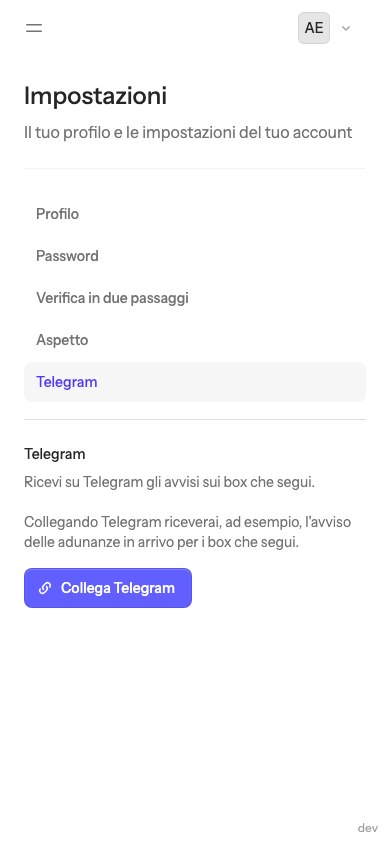 AE
Impostazioni
Il tuo profilo e le impostazioni del tuo account
Profilo
Password
Verifica in due passaggi
Aspetto
Telegram
Telegram
Ricevi su Telegram gli avvisi sui box che segui.
Collegando Telegram riceverai, ad esempio, l'avviso
delle adunanze in arrivo per i box che segui.
Collega Telegram
dev